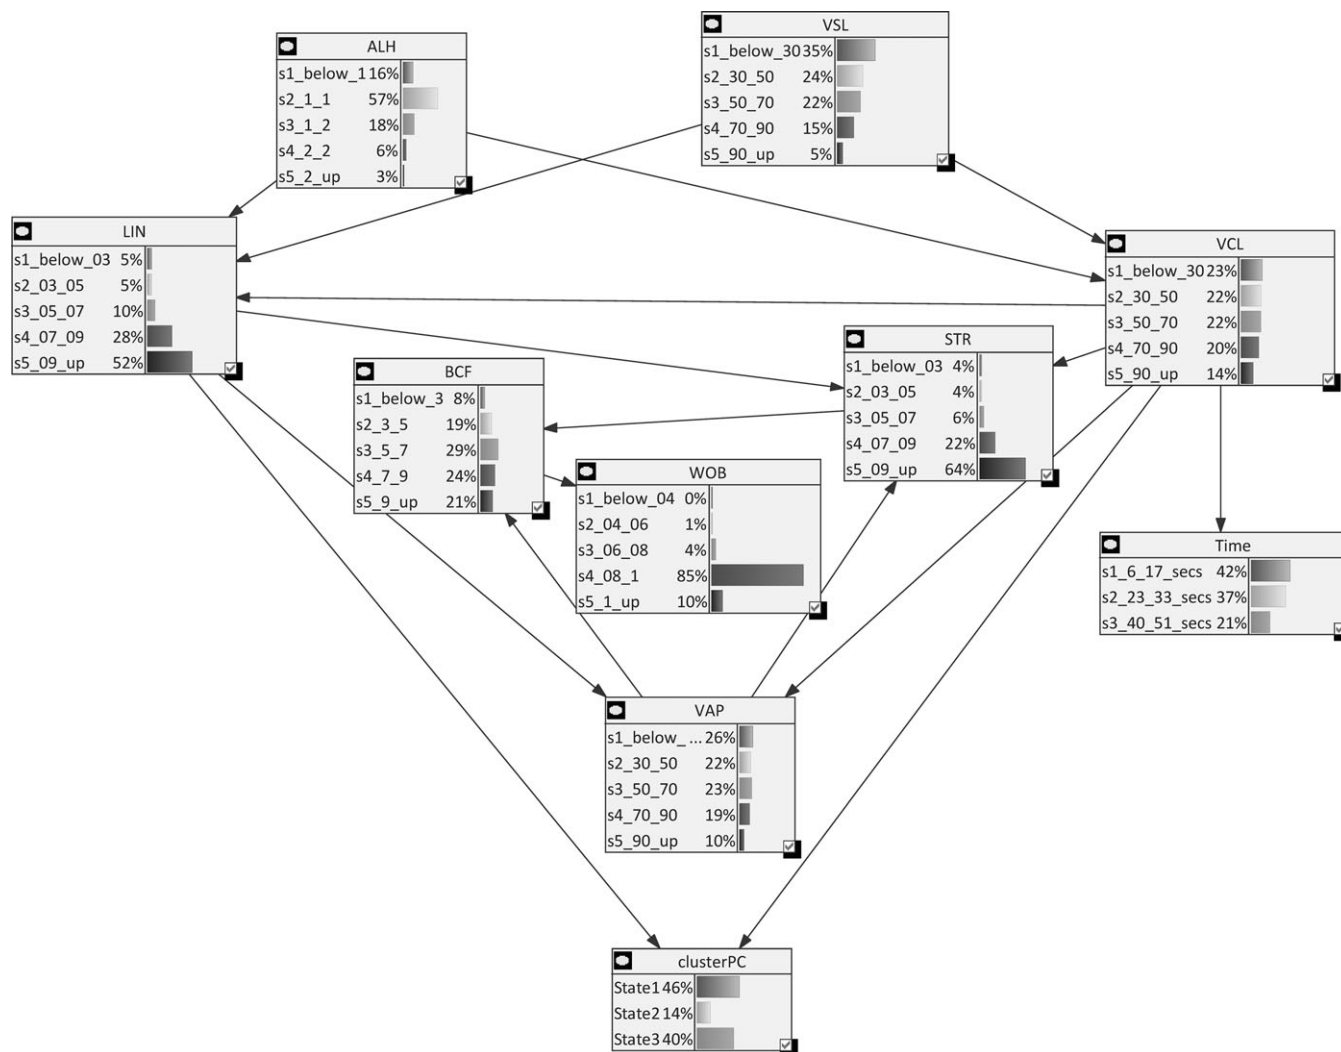 ALH
s1_below_1 16%
s2_1_1 57%
s3_1_2 18%
s4_2_2 6%
s5_2_up 3%
VSL
s1_below_30 35%
s2_30_50 24%
s3_50_70 22%
s4_70_90 15%
s5_90_up 5%
LIN
s1_below_03 5%
s2_03_05 5%
s3_05_07 10%
s4_07_09 28%
s5_09_up 52%
VCL
s1_below_30 23%
s2_30_50 22%
s3_50_70 22%
s4_70_90 20%
s5_90_up 14%
BCF
s1_below_3 8%
s2_3_5 19%
s3_5_7 29%
s4_7_9 24%
s5_9_up 21%
STR
s1_below_03 4%
s2_03_05 4%
s3_05_07 6%
s4_07_09 22%
s5_09_up 64%
WOB
s1_below_04 0%
s2_04_06 1%
s3_06_08 4%
s4_08_1 85%
s5_1_up 10%
Time
s1_6_17_secs 42%
s2_23_33_secs 37%
s3_40_51_secs 21%
VAP
s1_below_ ... 26%
s2_30_50 22%
s3_50_70 23%
s4_70_90 19%
s5_90_up 10%
clusterPC
State1 46%
State2 14%
State3 40%